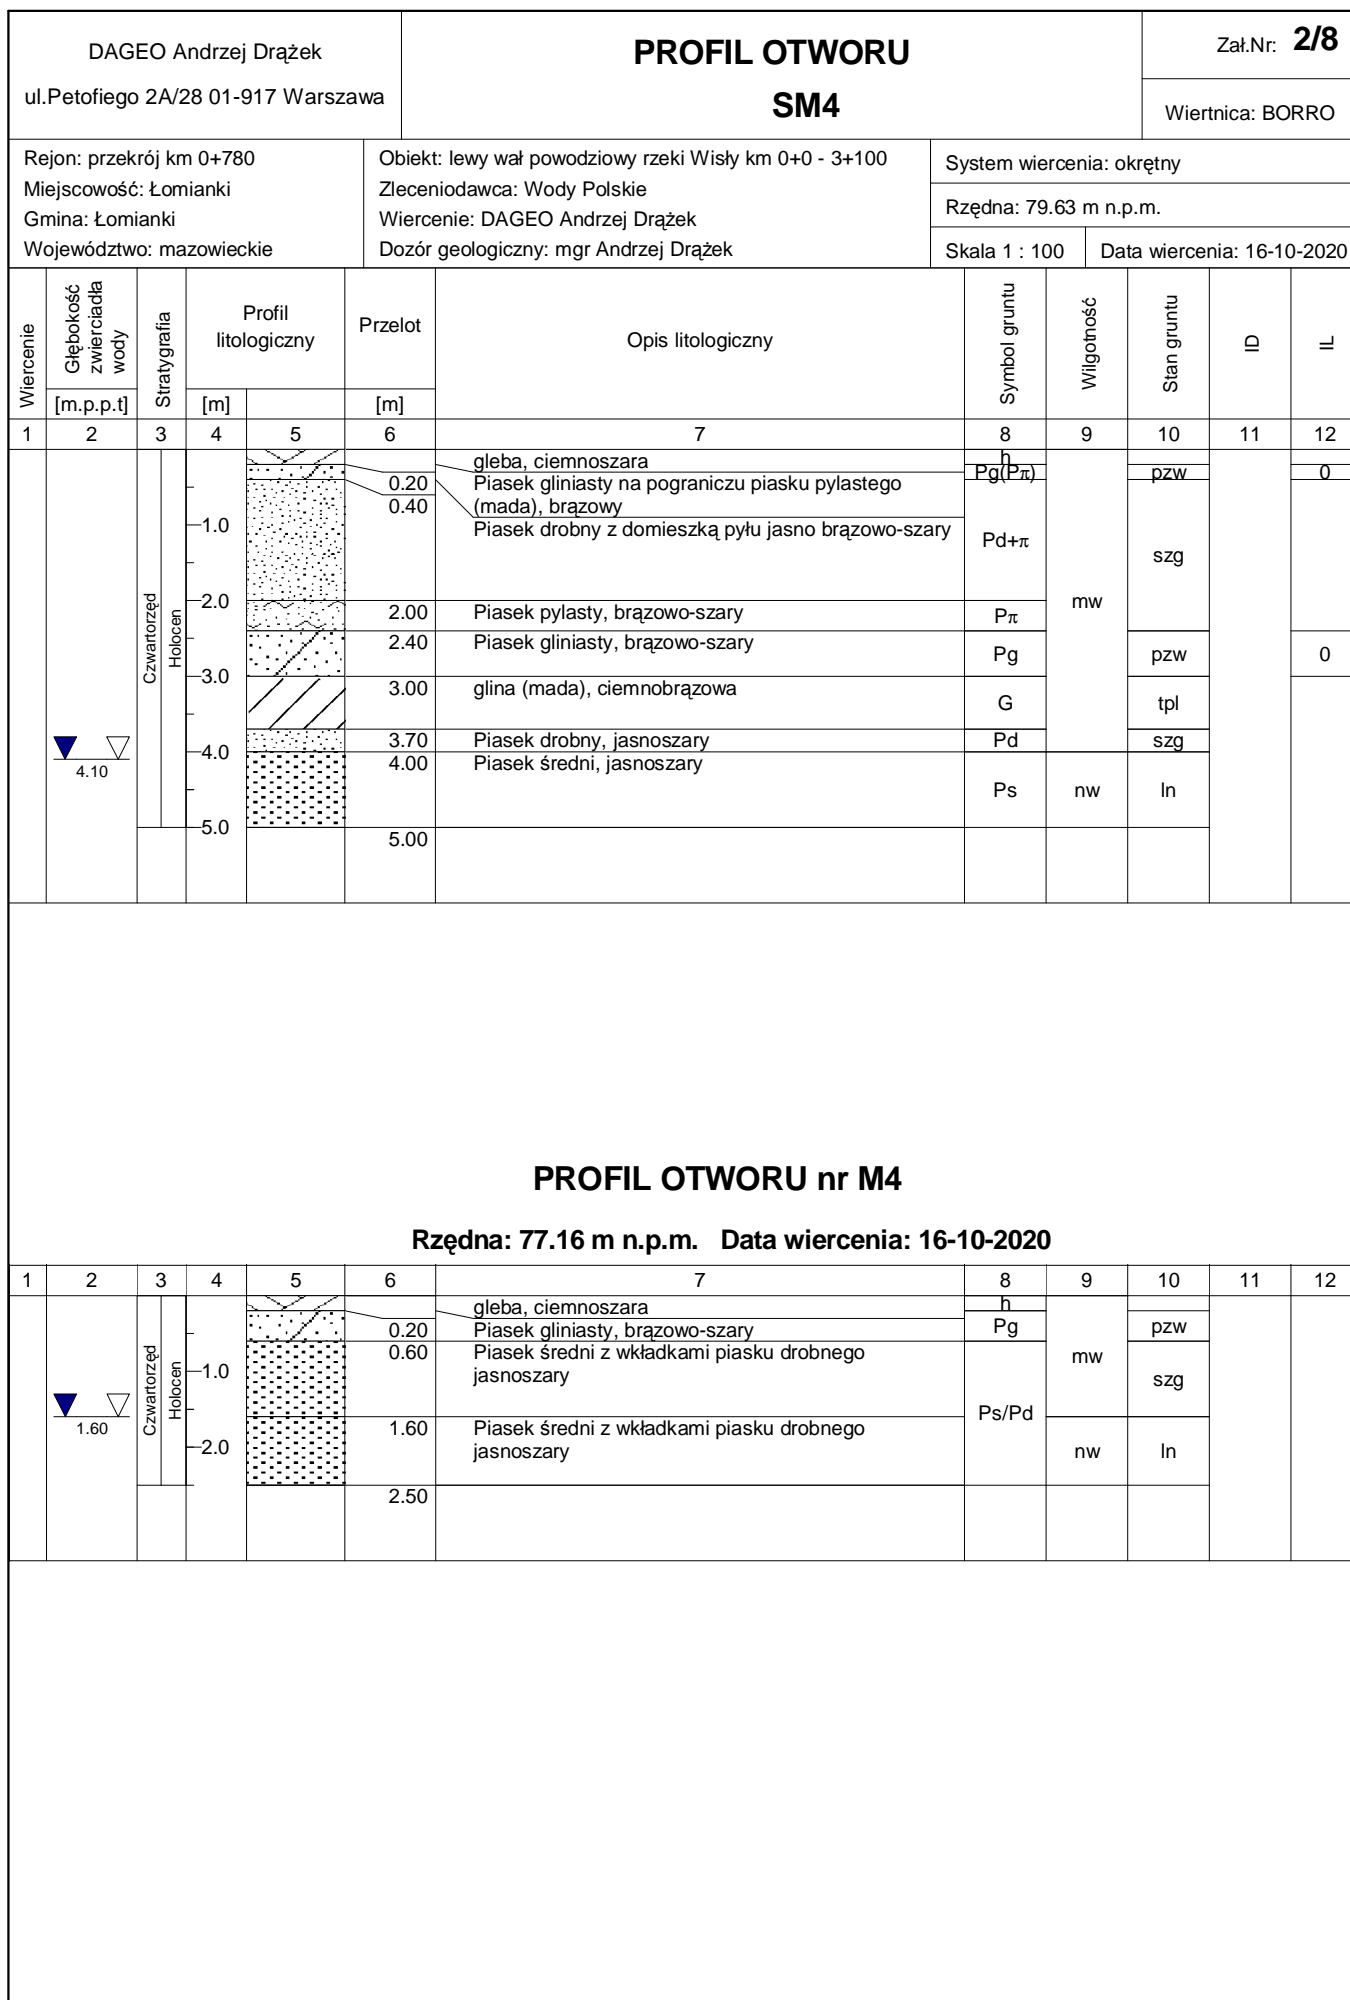 DAGEO Andrzej Drążek
ul.Petofiego 2A/28 01-917 Warszawa
PROFIL OTWORU
SM4
Zał.Nr: 2/8
Wiertnica: BORRO
Rejon: przekrój km 0+780
Miejscowość: Łomianki
Gmina: Łomianki
Województwo: mazowieckie
Obiekt: lewy wał powodziowy rzeki Wisły km 0+0 - 3+100
Zleceniodawca: Wody Polskie
Wiercenie: DAGEO Andrzej Drążek
Dozór geologiczny: mgr Andrzej Drążek
System wiercenia: okrętny
Rzędna: 79.63 m n.p.m.
Skala 1 : 100 Data wiercenia: 16-10-2020
Wiercenie
Głębokość
zwierciadła
wody
[m.p.p.t]
Stratygrafia
Profil
litologiczny
[m]
Przelot
[m]
Opis litologiczny
Symbol gruntu
Wilgotność
Stan gruntu
ID
IL
1 2 3 4 5 6 7 8 9 10 11 12
gleba, ciemnoszara h
0.20 Piasek gliniasty na pograniczu piasku pylastego Pg(Pπ) pzw 0
0.40 (mada), brązowy
1.0 Piasek drobny z domieszką pyłu jasno brązowo-szary Pd+π szg
mw
2.0
2.00 Piasek pylasty, brązowo-szary Pπ
2.40 Piasek gliniasty, brązowo-szary Pg pzw 0
Czwartorzęd
Holocen
3.0
3.00 glina (mada), ciemnobrązowa G tpl
3.70 Piasek drobny, jasnoszary Pd szg
4.0
4.10
4.00 Piasek średni, jasnoszary
Ps nw ln
5.0
5.00
PROFIL OTWORU nr M4
Rzędna: 77.16 m n.p.m. Data wiercenia: 16-10-2020
1 2 3 4 5 6 7 8 9 10 11 12
gleba, ciemnoszara h
0.20 Piasek gliniasty, brązowo-szary Pg pzw
0.60 Piasek średni z wkładkami piasku drobnego
jasnoszary
mw
szg
1.0
Czwartorzęd
Holocen
Ps/Pd
1.60
1.60 Piasek średni z wkładkami piasku drobnego
jasnoszary
2.0
nw ln
2.50